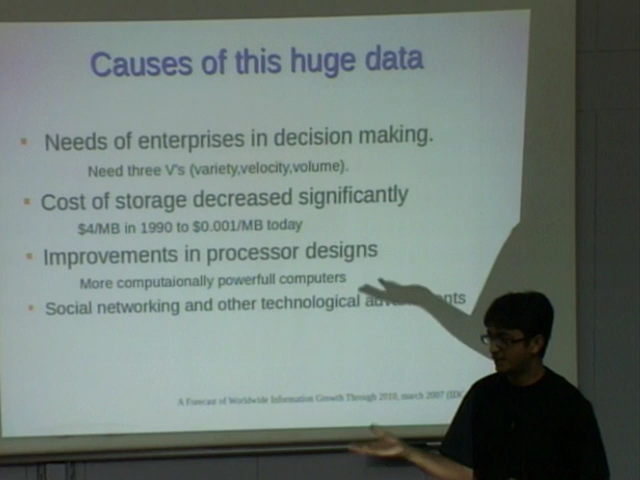 Causes of this huge data
Needs of enterprises in decision making.
Need three V's (variety,velocity,volume).
Cost of storage decreased significantly
$4/MB in 1990 to $0.001/MB today
Improvements in processor designs
More computaionally powerfull computers
Social networking and other technological
A Forecast of Worldwide Information Growth Through 2010, march 2007 (IDC